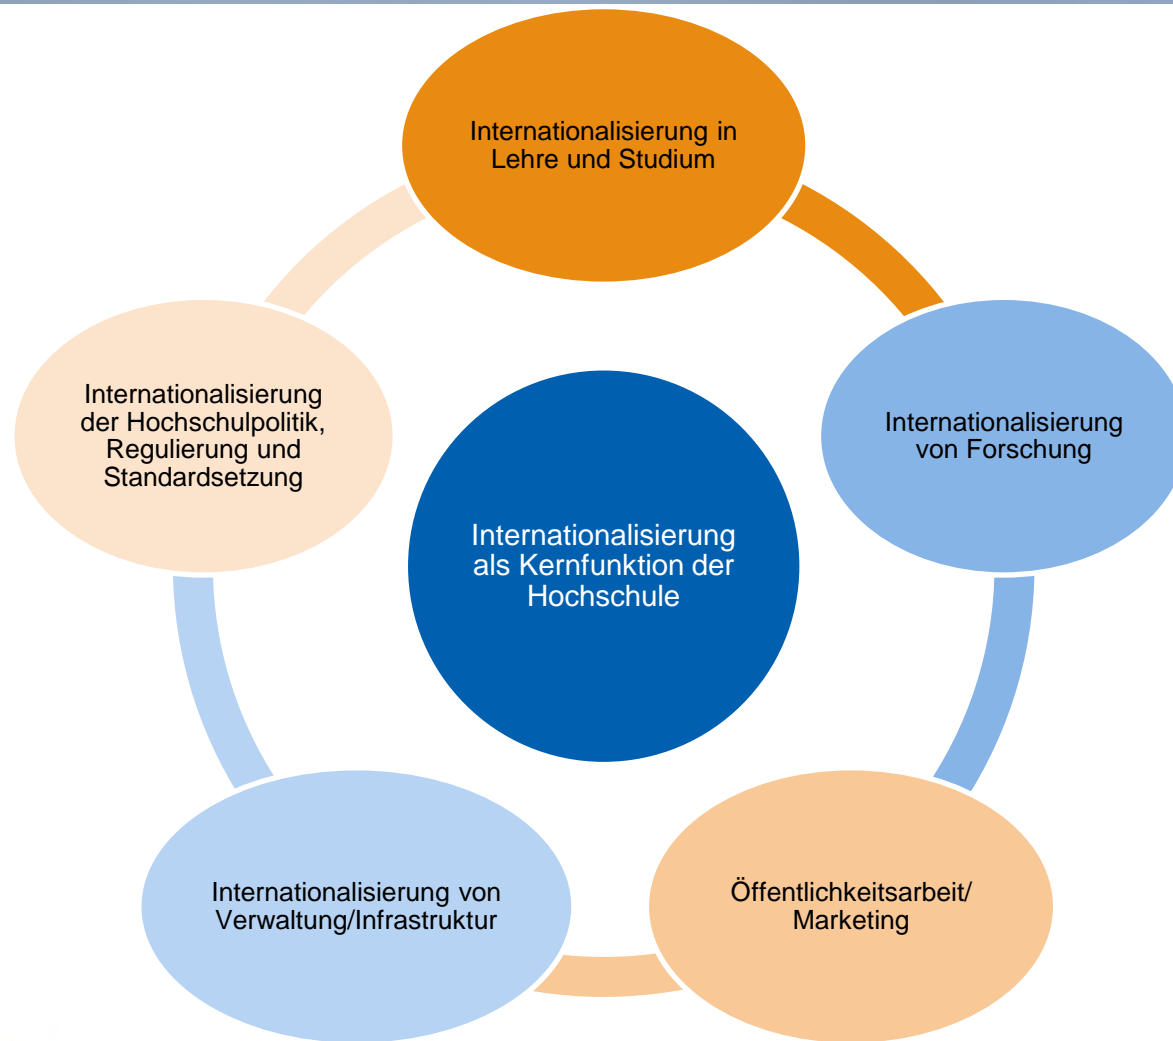 Internationalisierung in
Lehre und Studium
Internationalisierung
von Forschung
Öffentlichkeitsarbeit/
Marketing
Internationalisierung von
Verwaltung/Infrastruktur
Internationalisierung
der Hochschulpolitik,
Regulierung und
Standardsetzung
Internationalisierung
als Kernfunktion der
Hochschule